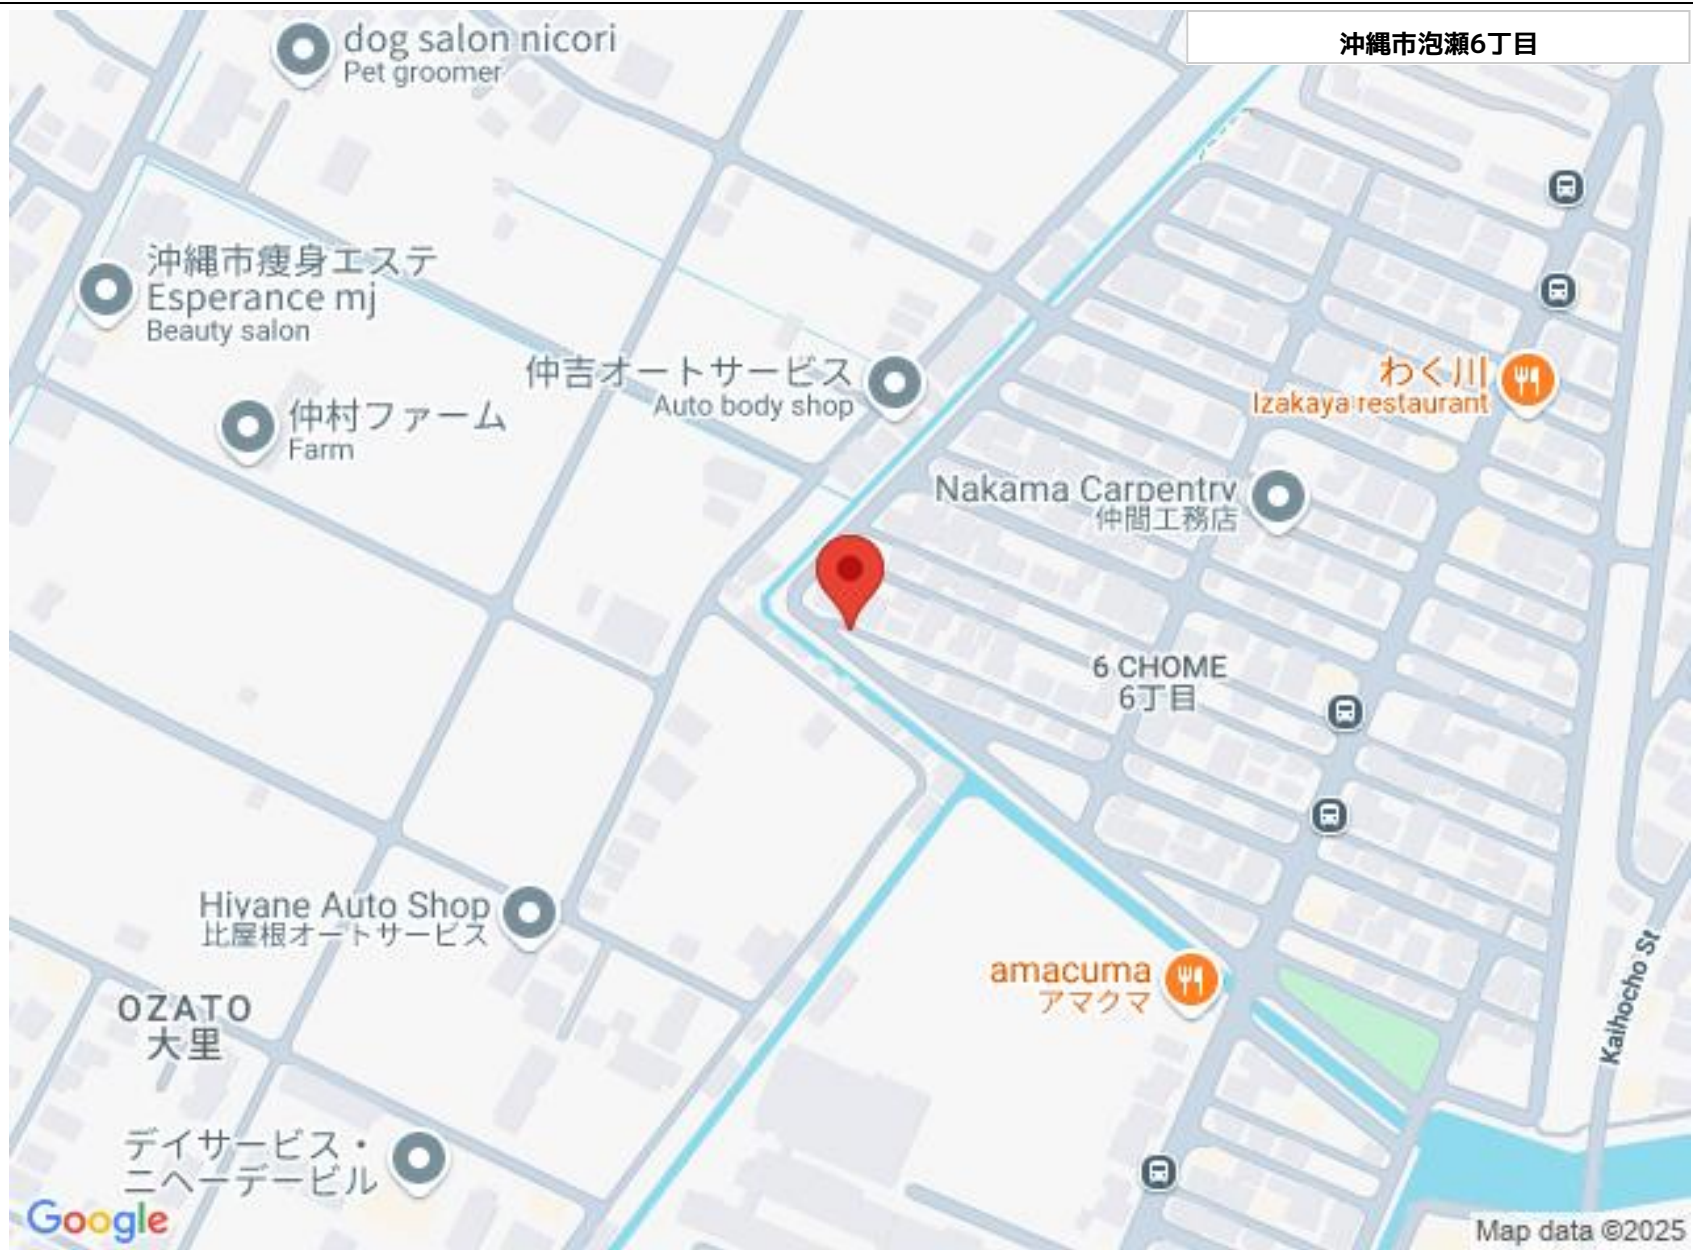 沖縄市泡瀬6丁目
dog salon nicori
Pet groomer
沖縄市痩身エステ
Esperance mj
Beauty salon
仲吉オートサービス
Auto body shop
わく川
Izakaya restaurant
仲村ファーム
Farm
Nakama Carpentry
仲間工務店
6 CHOME
6丁目
Hiyane Auto Shop
比屋根オートサービス
amacuma
アマクマ
Kaihocho St
OZATO
大里
デイサービス・
ニヘーデービル
Google
Map data ©2025